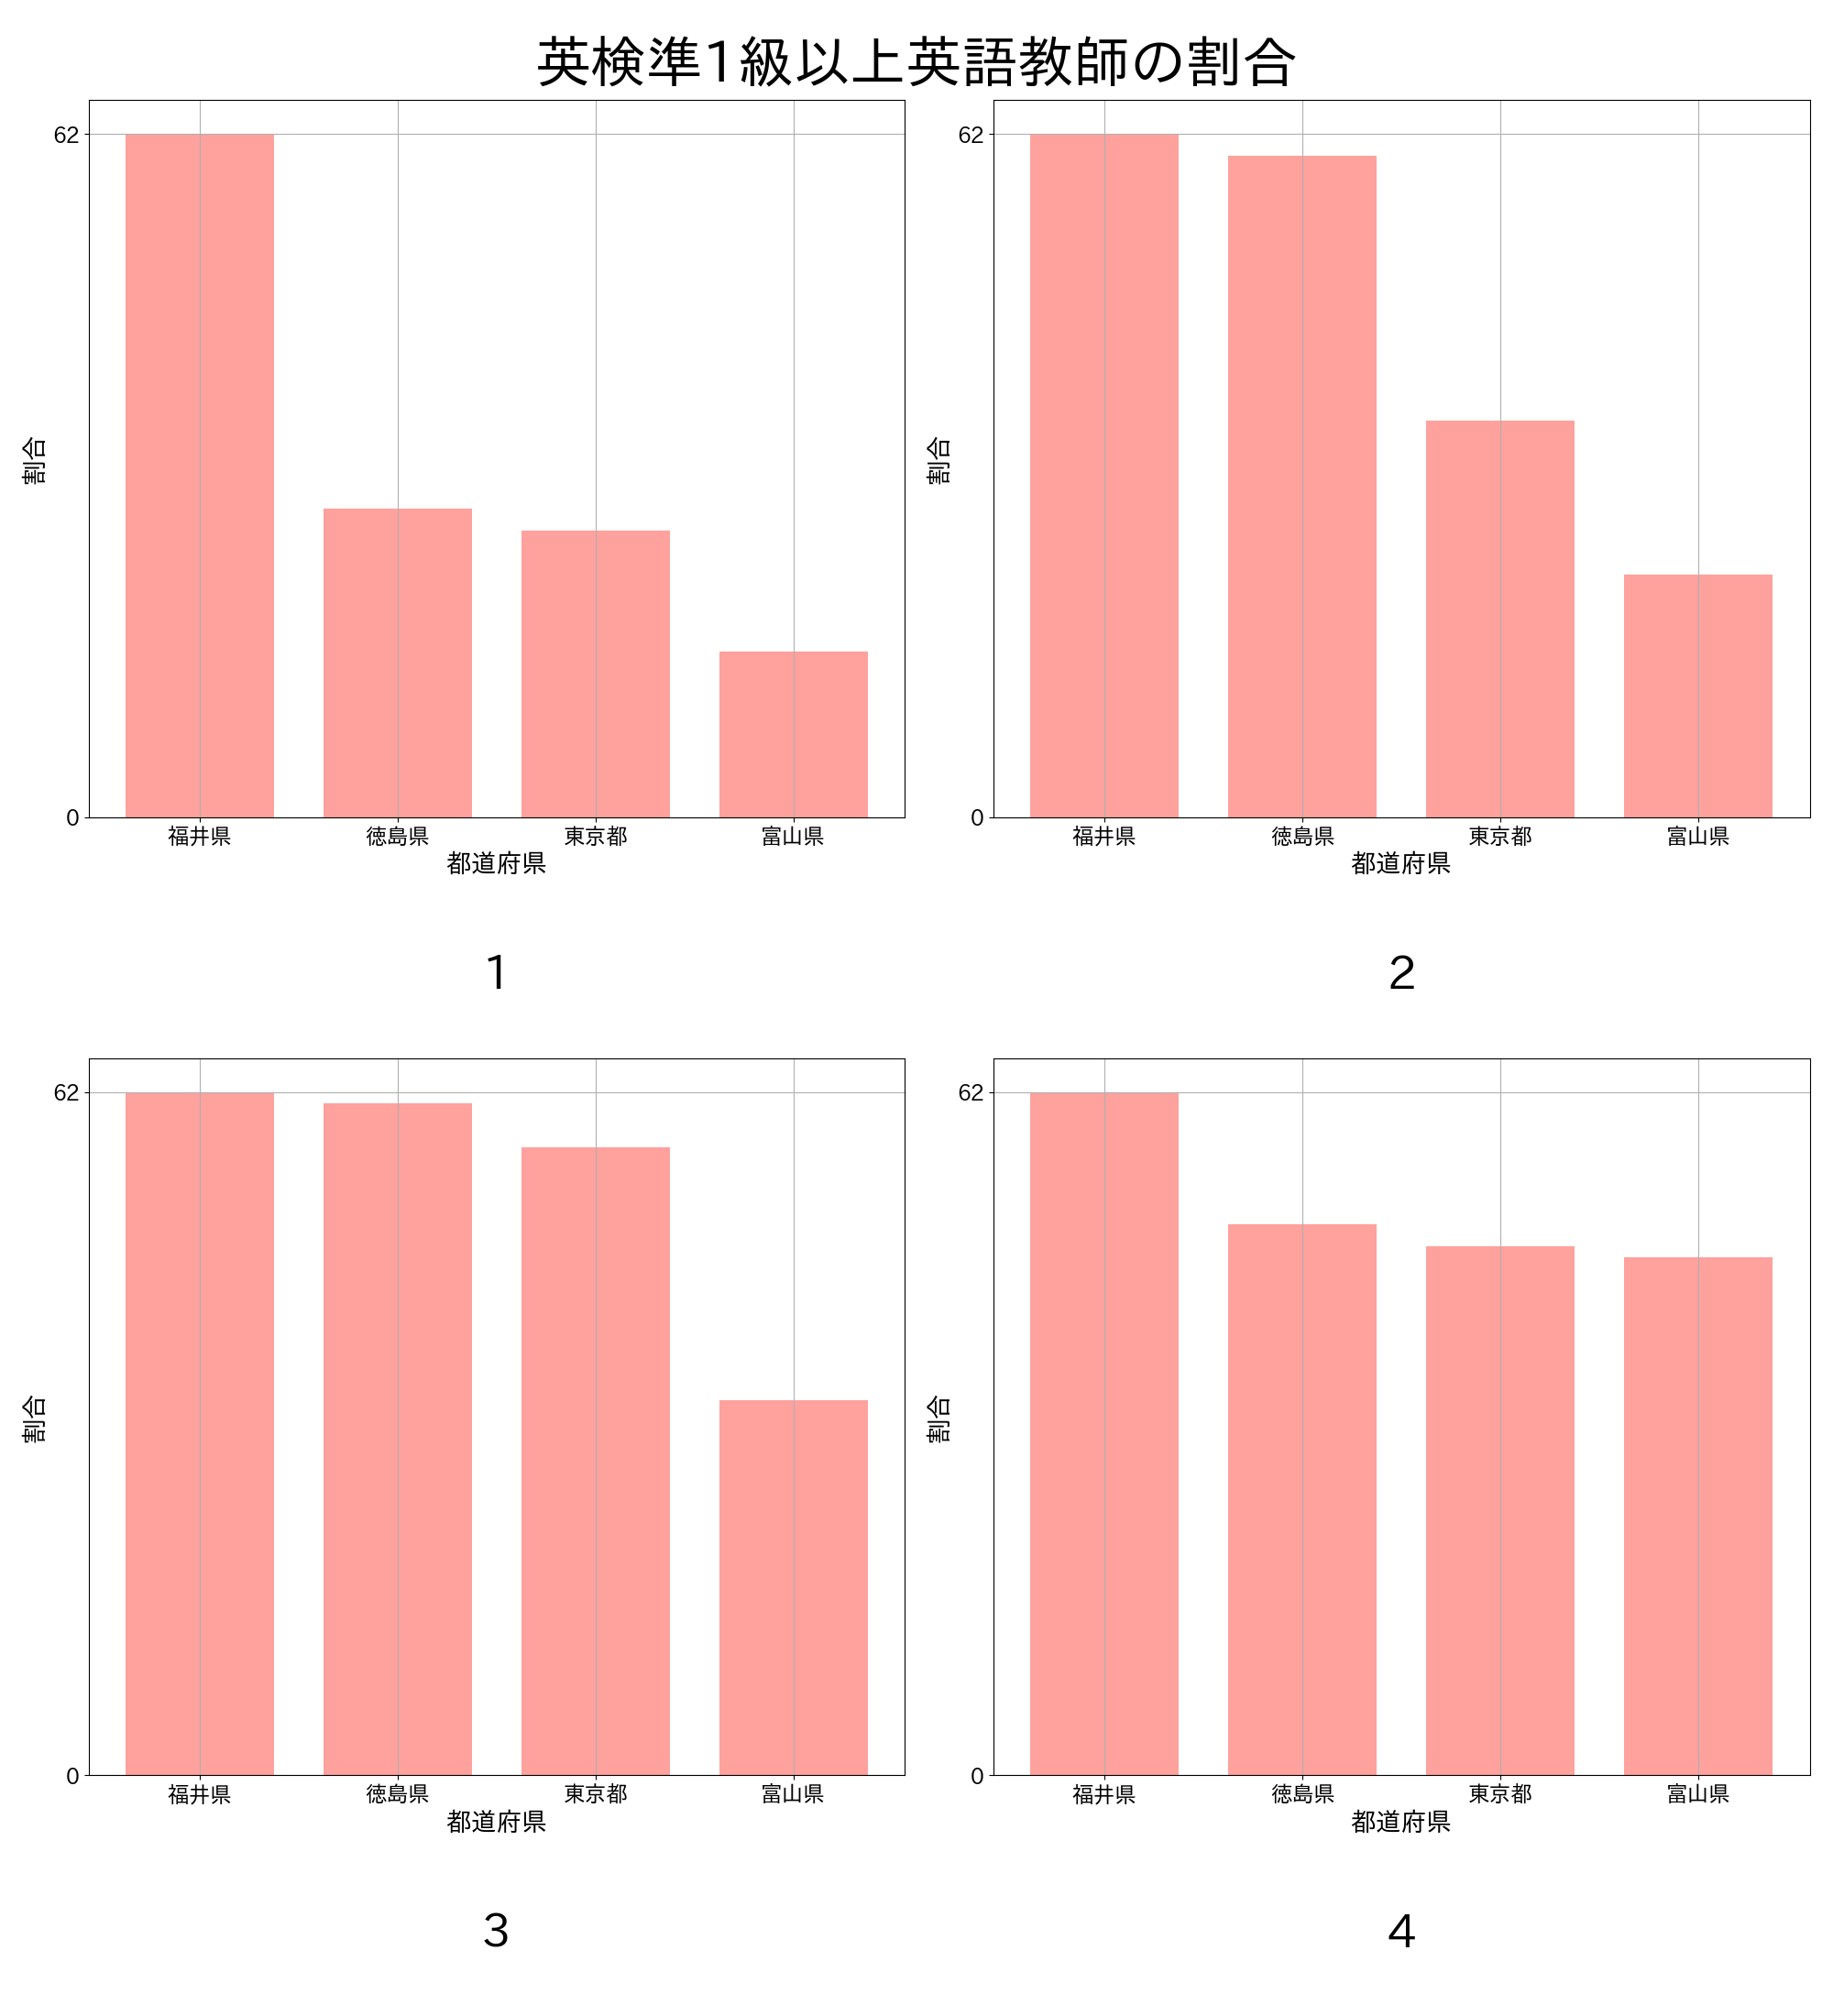 英検準1級以上英語教師の割合
62
0
割合
福井県 徳島県 東京都 富山県
都道府県
1
62
0
割合
福井県 徳島県 東京都 富山県
都道府県
2
62
0
割合
福井県 徳島県 東京都 富山県
都道府県
3
62
0
割合
福井県 徳島県 東京都 富山県
都道府県
4